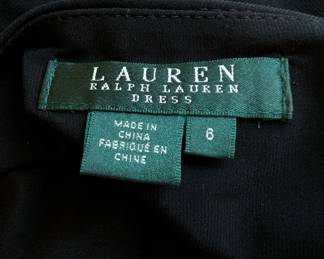 LAUREN
RALPH LAUREN
DRESS
MADE IN
CHINA
FABRIQUÉ EN
CHINE
6